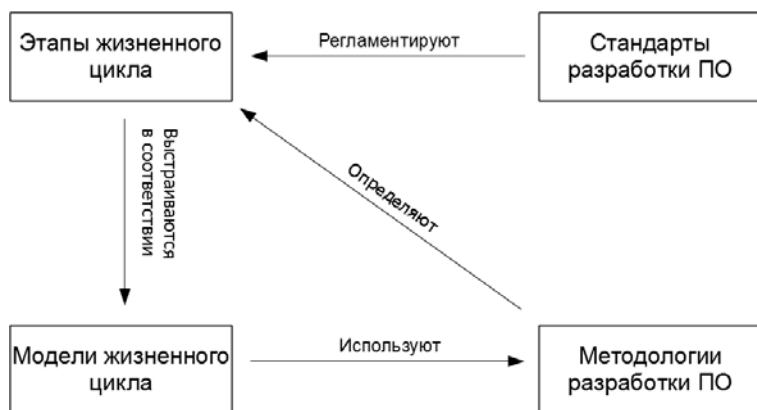 Этапы жизненного
цикла
Регламентируют
Стандарты
разработки ПО
Выстраиваются
в соответствии
Определяют
Модели жизненного
цикла
Используют
Методологии
разработки ПО